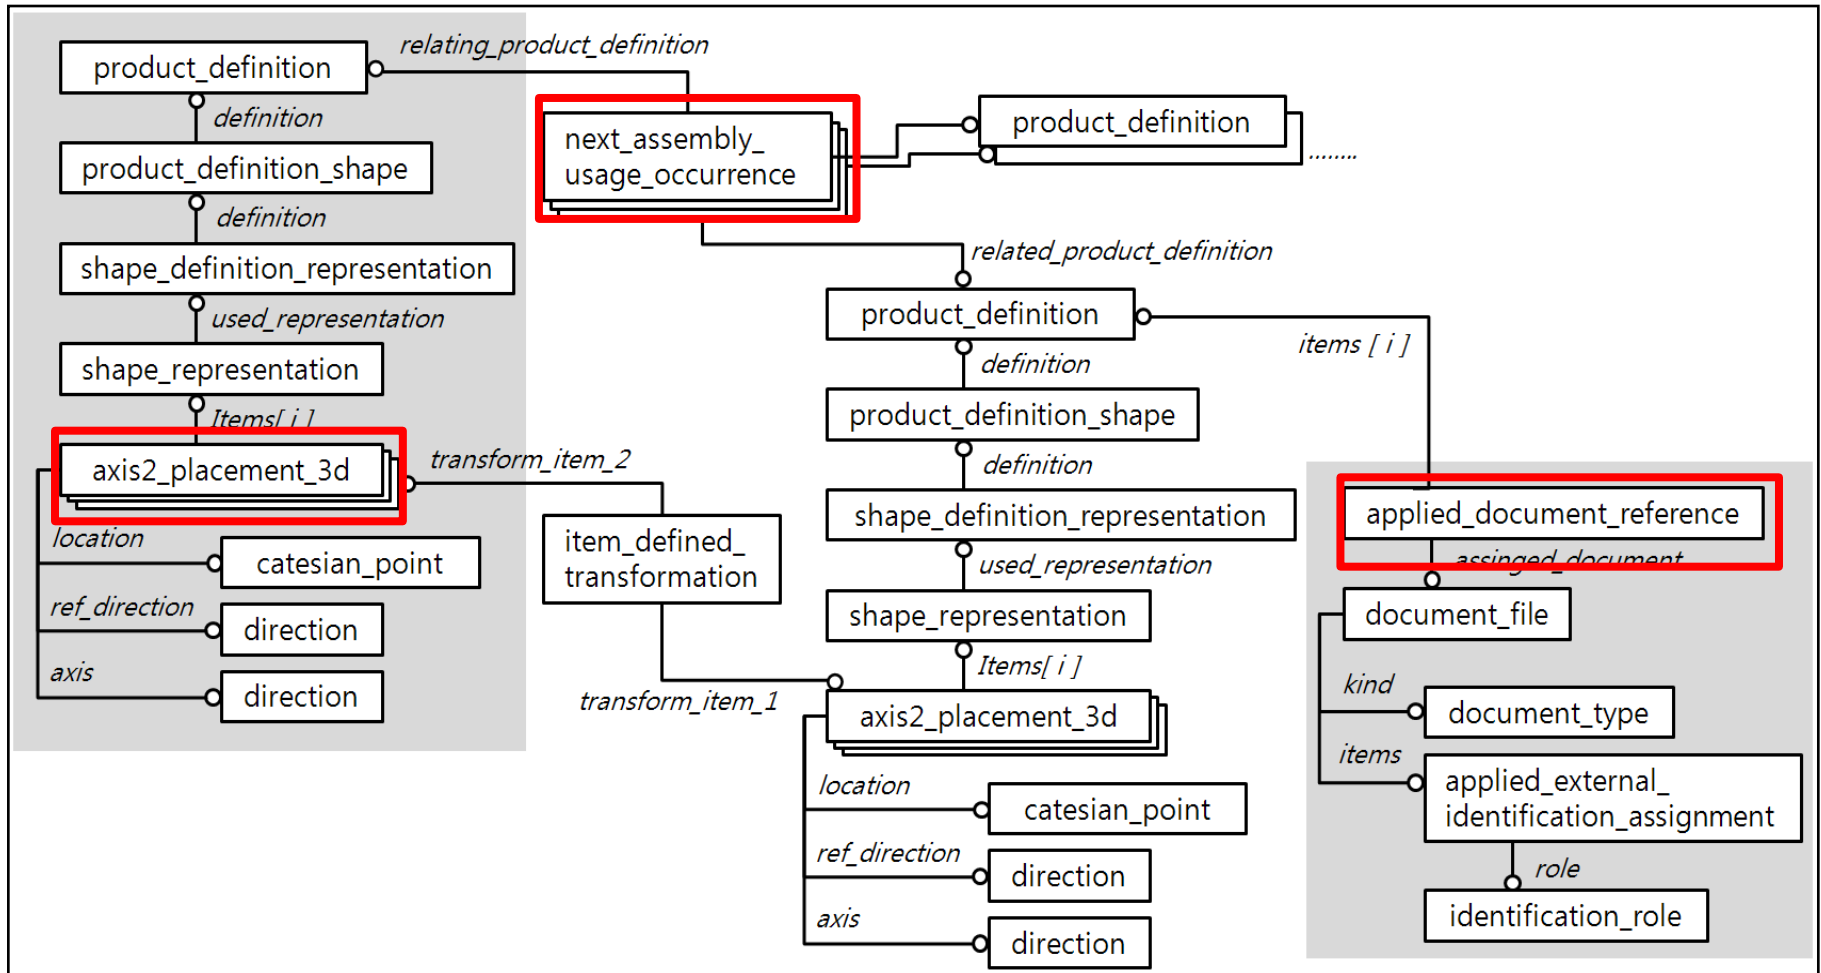 product_definition
definition
product_definition_shape
definition
shape_definition_representation
used_representation
shape_representation
Items[ i ]
axis2_placement_3d
location
catesian_point
ref_direction
direction
axis
direction
relating_product_definition
next_assembly_
usage_occurrence
product_definition
........
transform_item_2
item_defined_
transformation
transform_item_1
related_product_definition
product_definition
definition
product_definition_shape
definition
shape_definition_representation
used_representation
shape_representation
Items[ i ]
axis2_placement_3d
location
catesian_point
ref_direction
direction
axis
direction
items [ i ]
applied_document_reference
assinged_document
document_file
kind
document_type
items
applied_external_
identification_assignment
role
identification_role